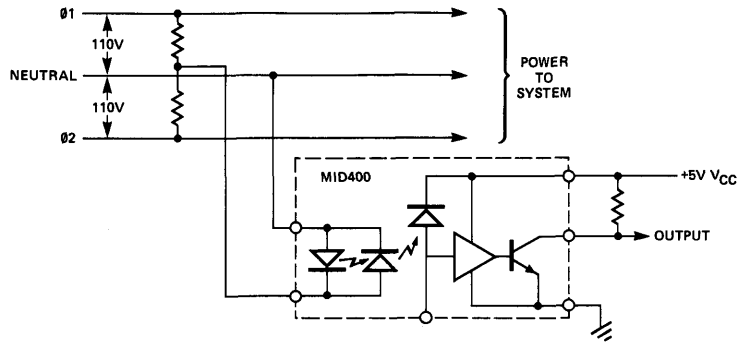 Ø1
110V
NEUTRAL
110V
Ø2
POWER
TO
SYSTEM
MID400
+5V VCC
OUTPUT